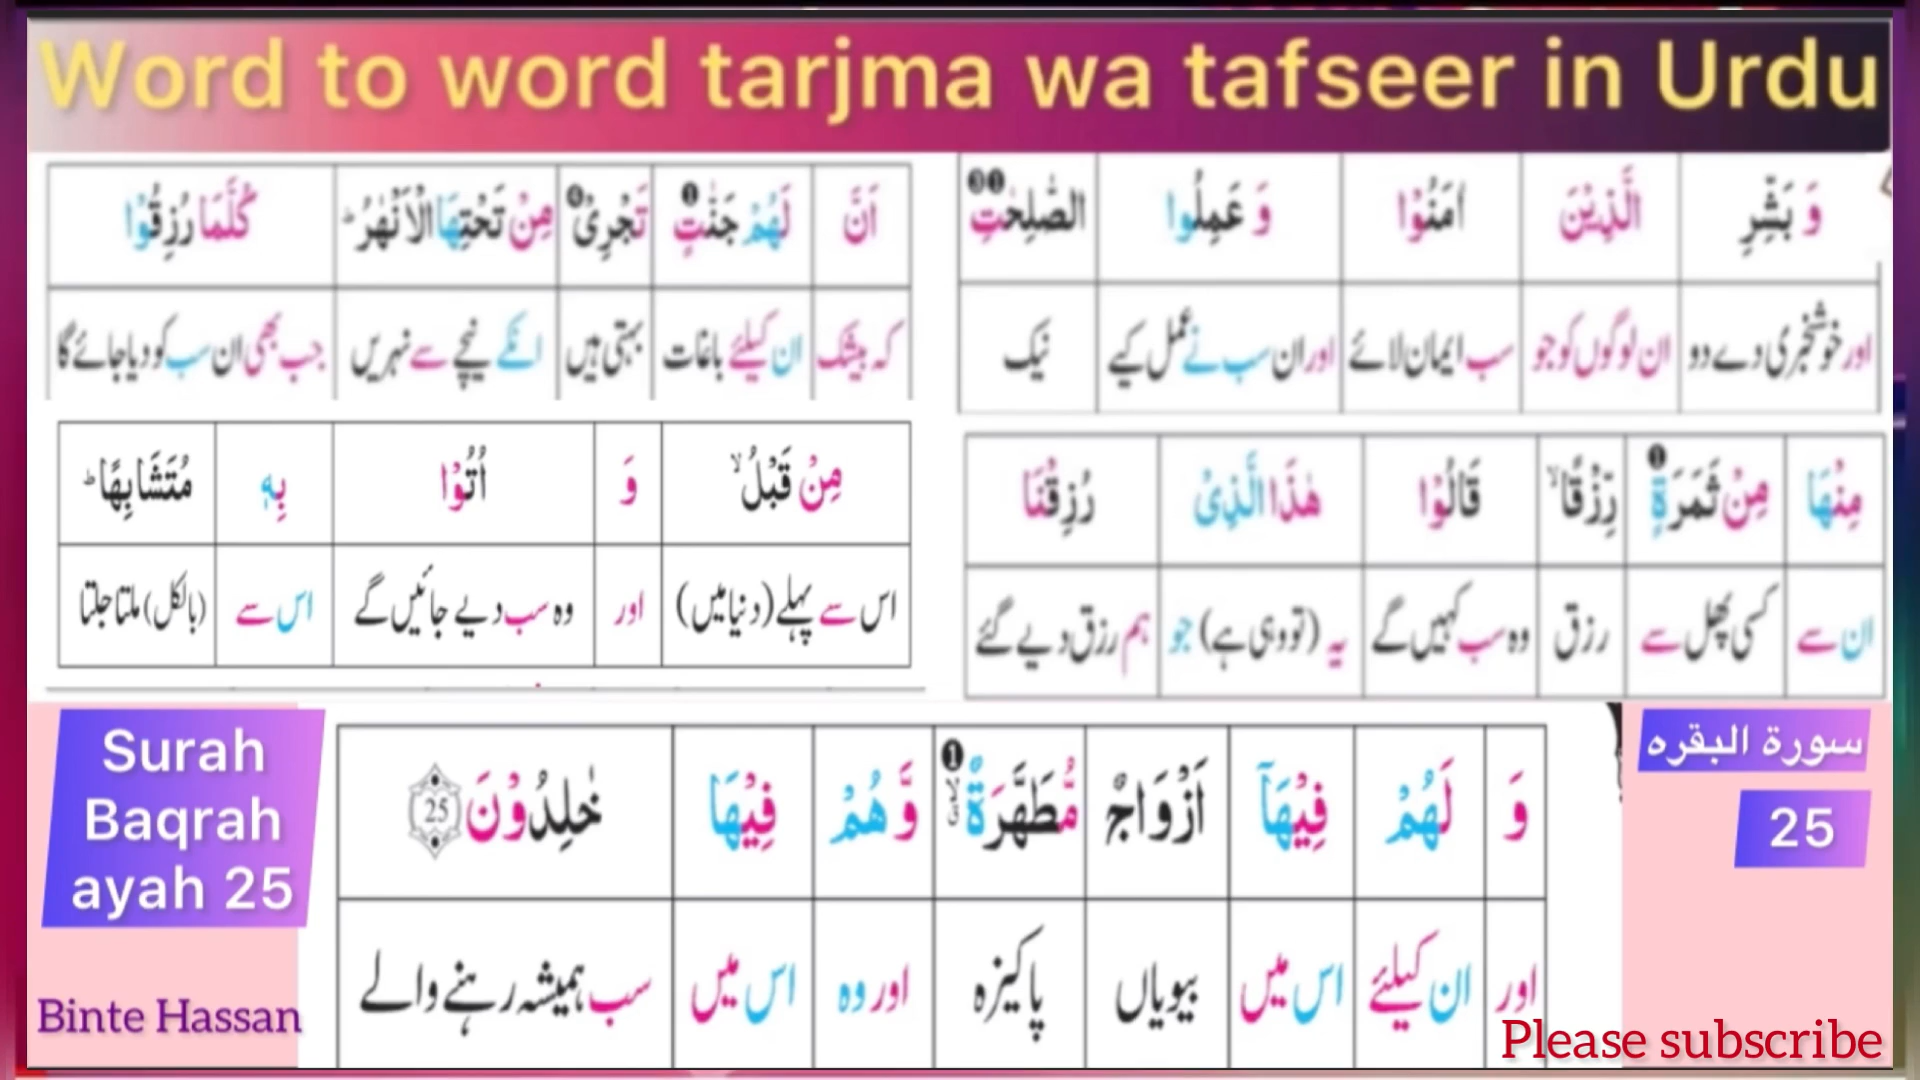 Word to word tarjma wa tafseer in Urdu
وَ بَشِّرِ الَّذِيْنَ اٰمَنُوْا وَ عَمِلُوا الصّٰلِحٰتِ
اور خوشخبری دے دو ان لوگوں کو جو سب ایمان لائے اور ان سب نے عمل کیے نیک
اَنَّ لَهُمْ جَنّٰتٍ تَجْرِيْ مِنْ تَحْتِهَا الْاَنْهٰرُ ؕ كُلَّمَا رُزِقُوْا
کہ بیشک ان کیلئے باغات بہتی ہیں انکے نیچے سے نہریں جب بھی ان سب کو دیا جائے گا
مِنْهَا مِنْ ثَمَرَةٍ رِّزْقًا ۙ قَالُوْا هٰذَا الَّذِيْ رُزِقْنَا
ان سے کسی پھل سے رزق وہ سب کہیں گے یہ (تو وہی ہے) جو ہم رزق دیے گئے
مِنْ قَبْلُ ۙ وَ اُتُوْا بِهٖ مُتَشَابِهًا ؕ
اس سے پہلے (دنیا میں) اور وہ سب دیے جائیں گے اس سے (بالکل) ملتا جلتا
Surah
Baqrah
ayah 25
سورة البقره
25
وَ لَهُمْ فِيْهَاۤ اَزْوَاجٌ مُّطَهَّرَةٌ ۙ وَّ هُمْ فِيْهَا خٰلِدُوْنَ 25
اور ان کیلئے اس میں بیویاں پاکیزہ اور وہ اس میں سب ہمیشہ رہنے والے
Binte Hassan
Please subscribe